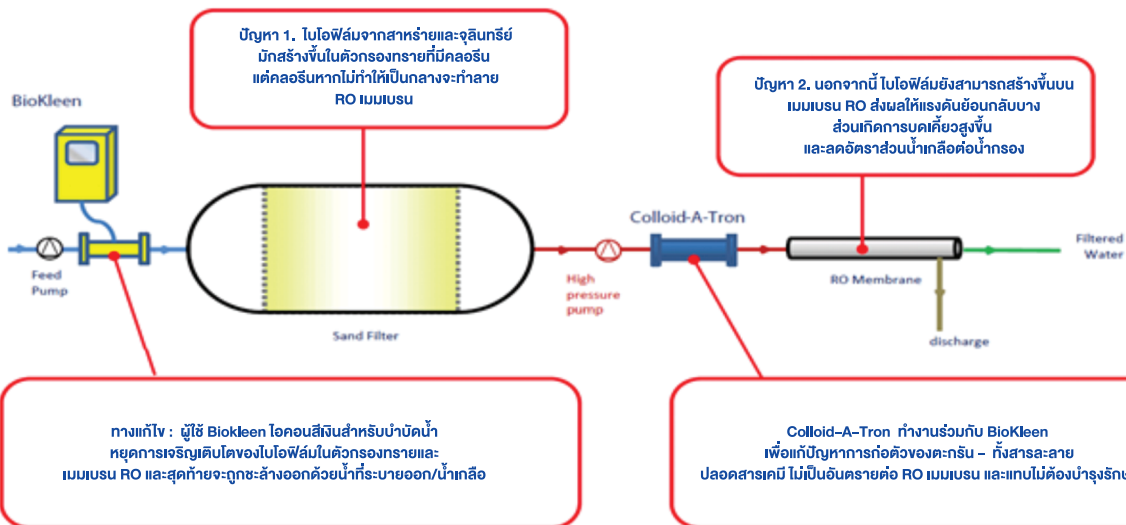 ปัญหา 1. ไบโอฟิล์มจากสาหร่ายและจุลินทรีย์
มักสร้างขึ้นในตัวกรองทรายที่มีคลอรีน
แต่คลอรีนหากไม่ทำให้เป็นกลางจะทำลาย
RO เมมเบรน
ปัญหา 2. นอกจากนี้ ไบโอฟิล์มยังสามารถสร้างขึ้นบน
เมมเบรน RO ส่งผลให้แรงดันย้อนกลับบาง
ส่วนเกิดการบดเคี้ยวสูงขึ้น
และลดอัตราส่วนน้ำเกลือต่อน้ำกรอง
BioKleen
Colloid-A-Tron
Feed
Pump
Sand Filter
High
pressure
pump
RO Membrane
Filtered
Water
discharge
ทางแก้ไข : ผู้ใช้ Biokleen ไอคอนสีเงินสำหรับบำบัดน้ำ
หยุดการเจริญเติบโตของไบโอฟิล์มในตัวกรองทรายและ
เมมเบรน RO และสุดท้ายจะถูกชะล้างออกด้วยน้ำที่ระบายออก/น้ำเกลือ
Colloid-A-Tron ทำงานร่วมกับ BioKleen
เพื่อแก้ปัญหาการก่อตัวของตะกรัน – ทั้งสารละลาย
ปลอดสารเคมี ไม่เป็นอันตรายต่อ RO เมมเบรน และแทบไม่ต้องบำรุงรักษ